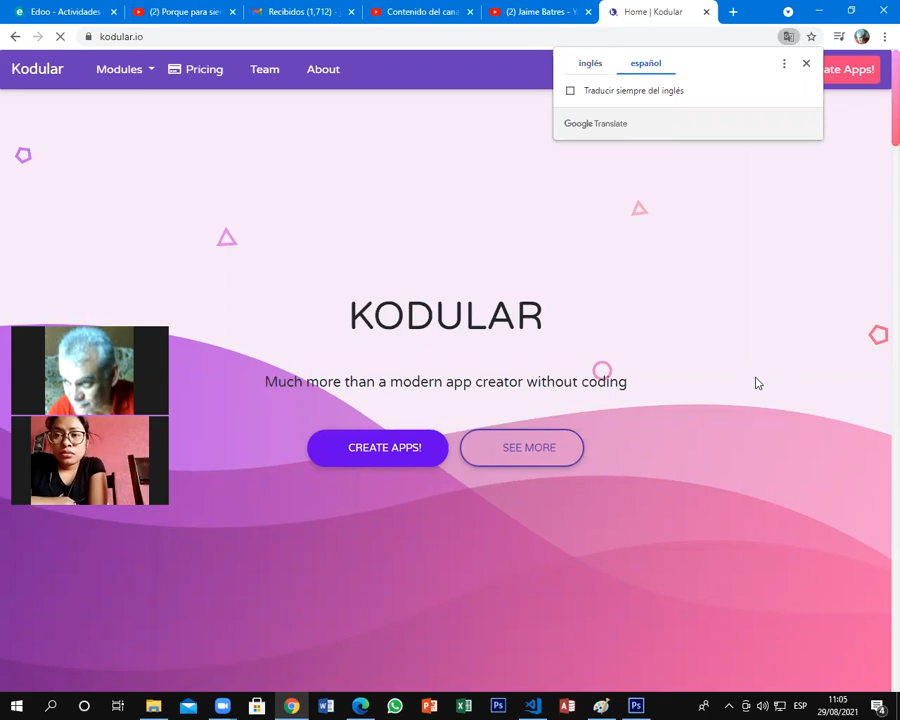 Edoo - Actividades
(2) Porque para sie
Recibidos (1,712) - j
Contenido del cana
(2) Jaime Batres - Y
Home | Kodular
kodular.io
Kodular
Modules
Pricing
Team
About
ate Apps!
inglés
español
Traducir siempre del inglés
Google Translate
KODULAR
Much more than a modern app creator without coding
CREATE APPS!
SEE MORE
ESP
11:05
29/08/2021
4